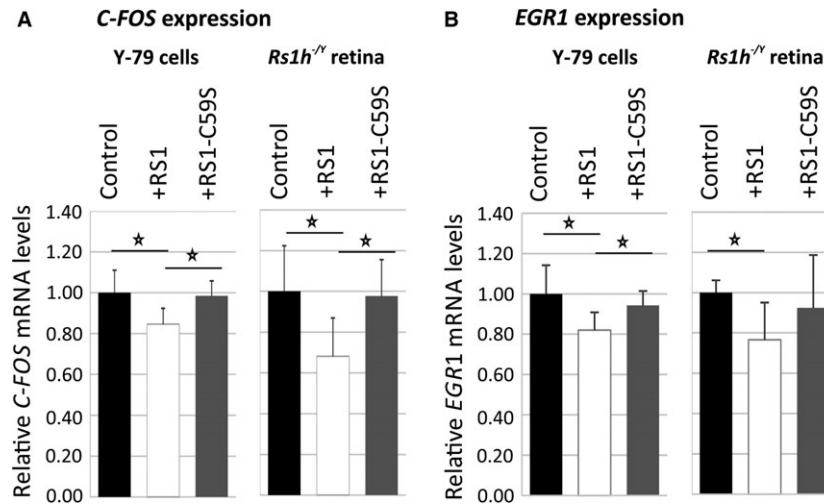 A C-FOS expression
Y-79 cells Rs1h-/Y retina
Control +RS1 +RS1-C59S Control +RS1 +RS1-C59S
Relative C-FOS mRNA levels
1.40
1.20
1.00
0.80
0.60
0.40
0.20
0.00
B EGR1 expression
Y-79 cells Rs1h-/Y retina
Control +RS1 +RS1-C59S Control +RS1 +RS1-C59S
Relative EGR1 mRNA levels
1.40
1.20
1.00
0.80
0.60
0.40
0.20
0.00